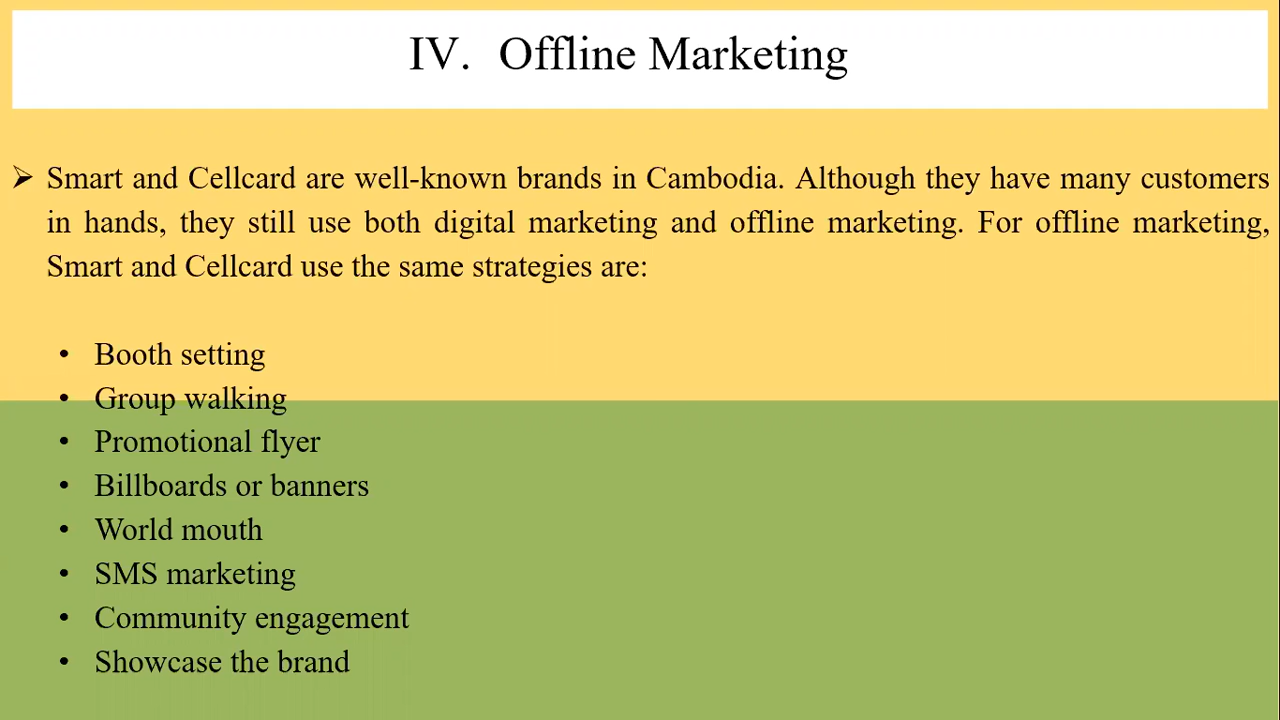 IV. Offline Marketing
➢ Smart and Cellcard are well-known brands in Cambodia. Although they have many customers
in hands, they still use both digital marketing and offline marketing. For offline marketing,
Smart and Cellcard use the same strategies are:
• Booth setting
• Group walking
• Promotional flyer
• Billboards or banners
• World mouth
• SMS marketing
• Community engagement
• Showcase the brand